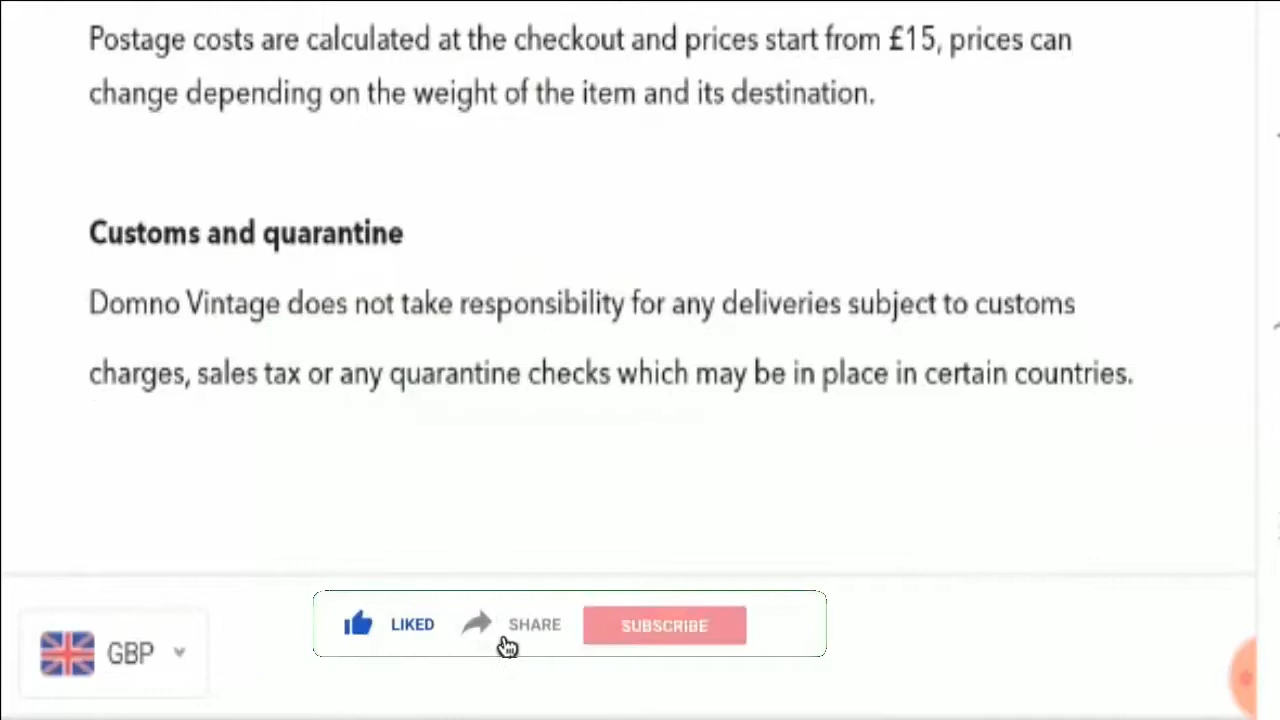 Postage costs are calculated at the checkout and prices start from £15, prices can
change depending on the weight of the item and its destination.
Customs and quarantine
Domno Vintage does not take responsibility for any deliveries subject to customs
charges, sales tax or any quarantine checks which may be in place in certain countries.
LIKED SHARE SUBSCRIBE
GBP